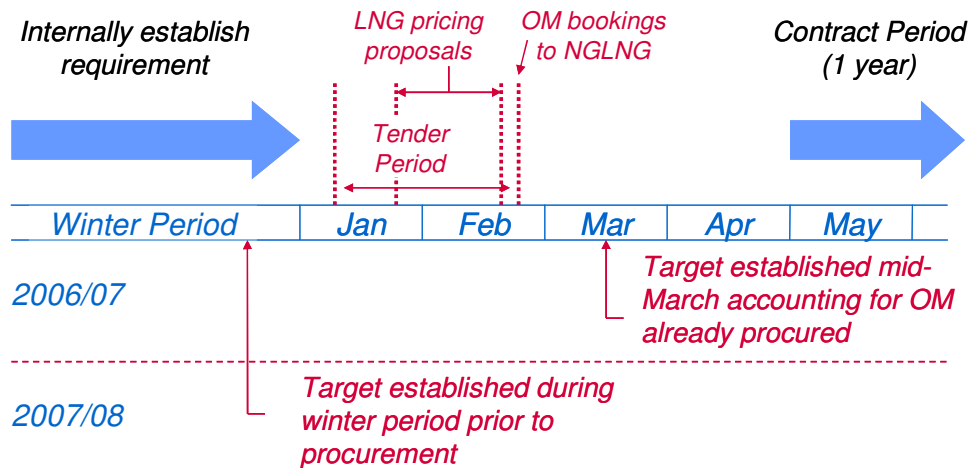 Internally establish
requirement
LNG pricing
proposals
OM bookings
to NGLNG
Contract Period
(1 year)
Tender
Period
Winter Period
Jan
Feb
Mar
Apr
May
2006/07
Target established mid-
March accounting for OM
already procured
2007/08
Target established during
winter period prior to
procurement